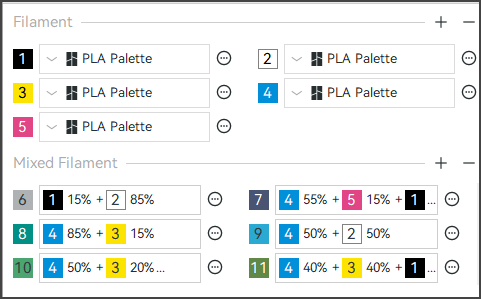 Filament
1 PLA Palette 2 PLA Palette
3 PLA Palette 4 PLA Palette
5 PLA Palette
Mixed Filament
6 1 15% + 2 85% 7 4 55% + 5 15% + 1 ...
8 4 85% + 3 15% 9 4 50% + 2 50%
10 4 50% + 3 20%... 11 4 40% + 3 40% + 1 ...